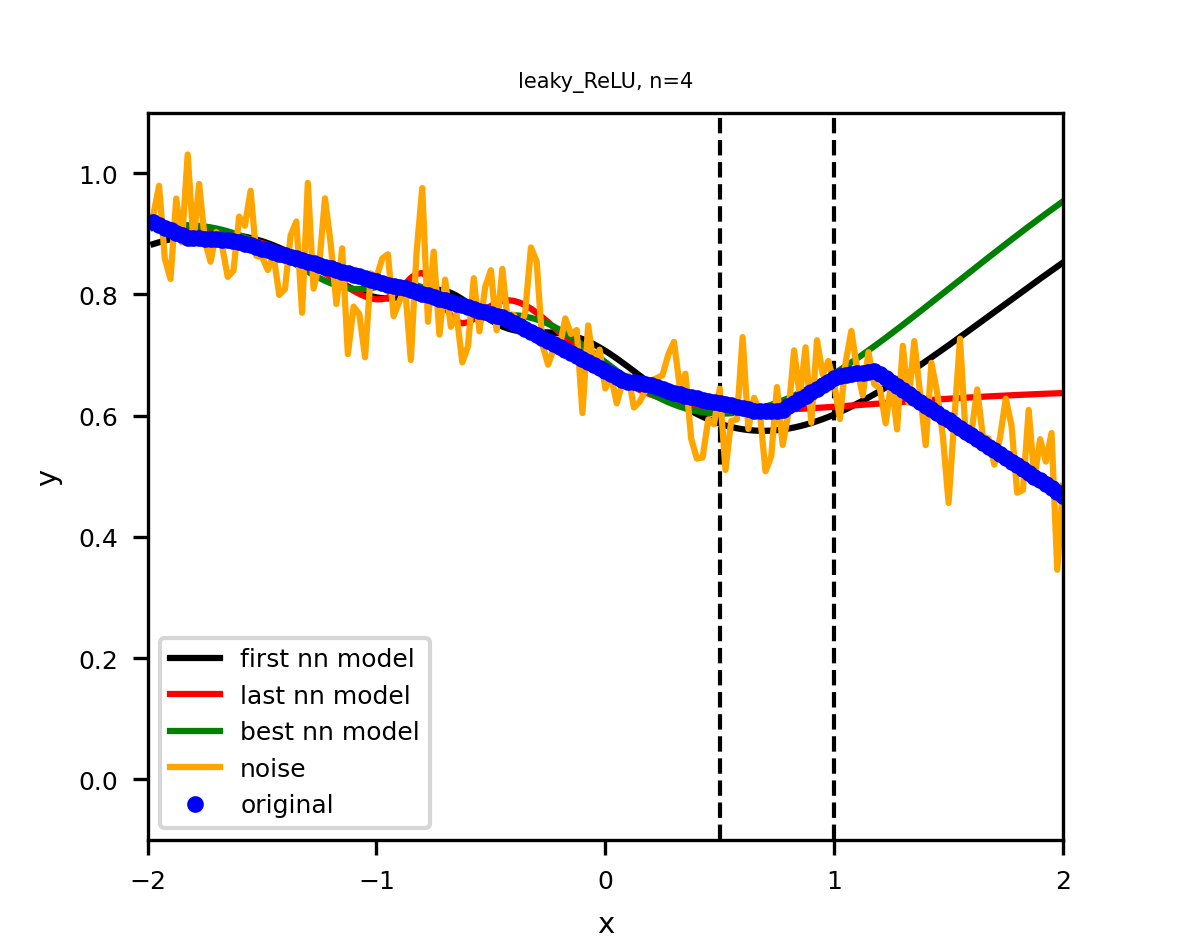 leaky_ReLU, n=4
1.0
0.8
0.6
0.4
0.2
0.0
y
first nn model
last nn model
best nn model
noise
original
−2
−1
0
1
2
x